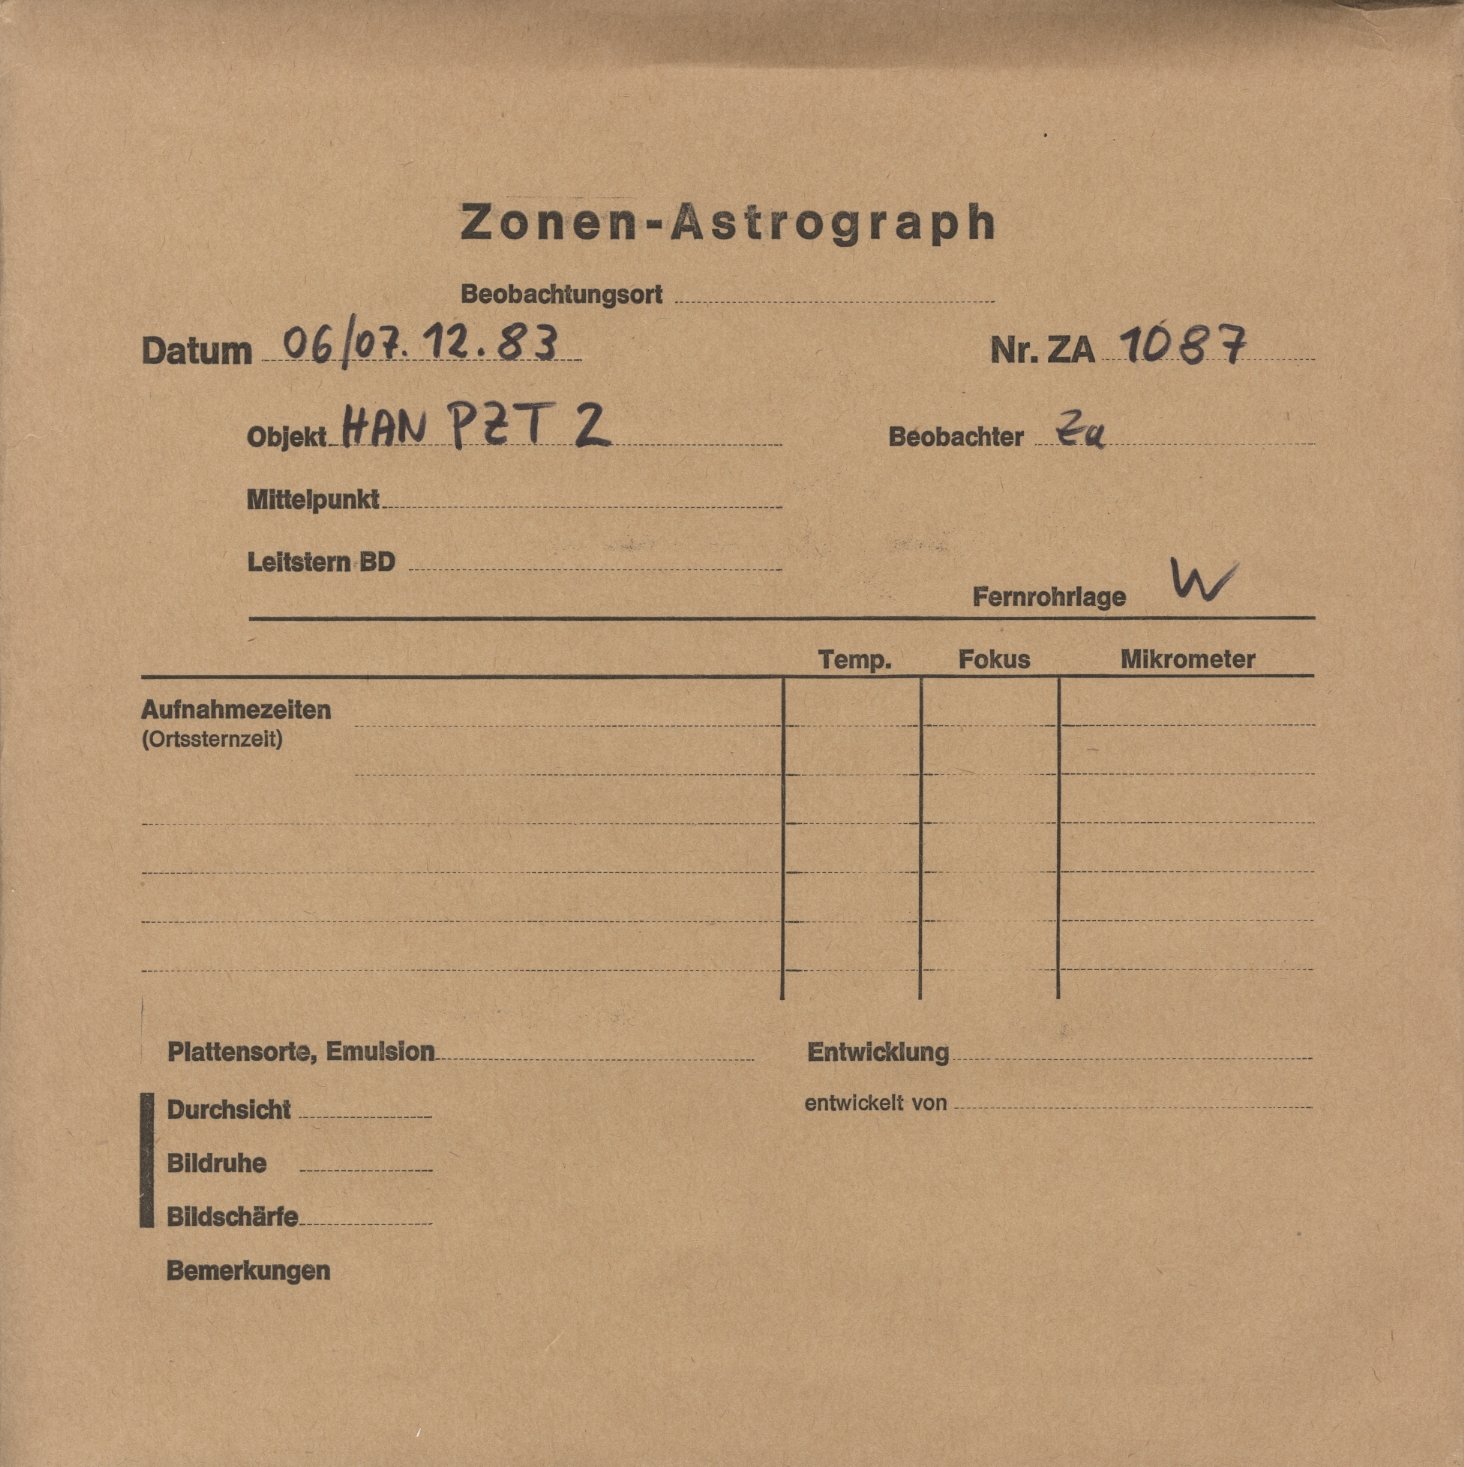 Zonen-Astrograph
Beobachtungsort
Datum 06/07. 12. 83 Nr. ZA 1087
Objekt HAN PZT 2 Beobachter Za
Mittelpunkt
Leitstern BD
Fernrohrlage W
Temp. Fokus Mikrometer
Aufnahmezeiten
(Ortssternzeit)
Plattensorte, Emulsion Entwicklung
Durchsicht entwickelt von
Bildruhe
Bildschärfe
Bemerkungen